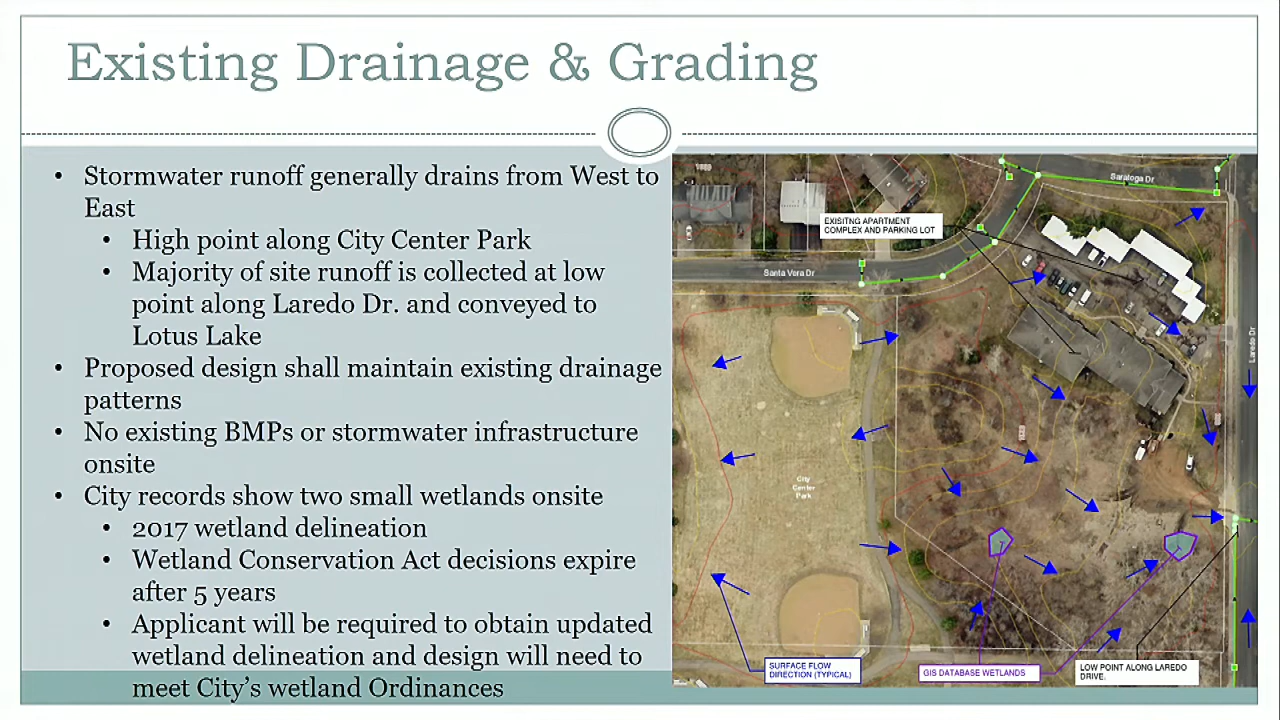 Existing Drainage & Grading
• Stormwater runoff generally drains from West to
East
• High point along City Center Park
• Majority of site runoff is collected at low
point along Laredo Dr. and conveyed to
Lotus Lake
• Proposed design shall maintain existing drainage
patterns
• No existing BMPs or stormwater infrastructure
onsite
• City records show two small wetlands onsite
• 2017 wetland delineation
• Wetland Conservation Act decisions expire
after 5 years
• Applicant will be required to obtain updated
wetland delineation and design will need to
meet City's wetland Ordinances
Saratoga Dr
EXISITNG APARTMENT
COMPLEX AND PARKING LOT
Santa Vera Dr
Laredo Dr
City
Center
Park
SURFACE FLOW
DIRECTION (TYPICAL)
GIS DATABASE WETLANDS
LOW POINT ALONG LAREDO
DRIVE.